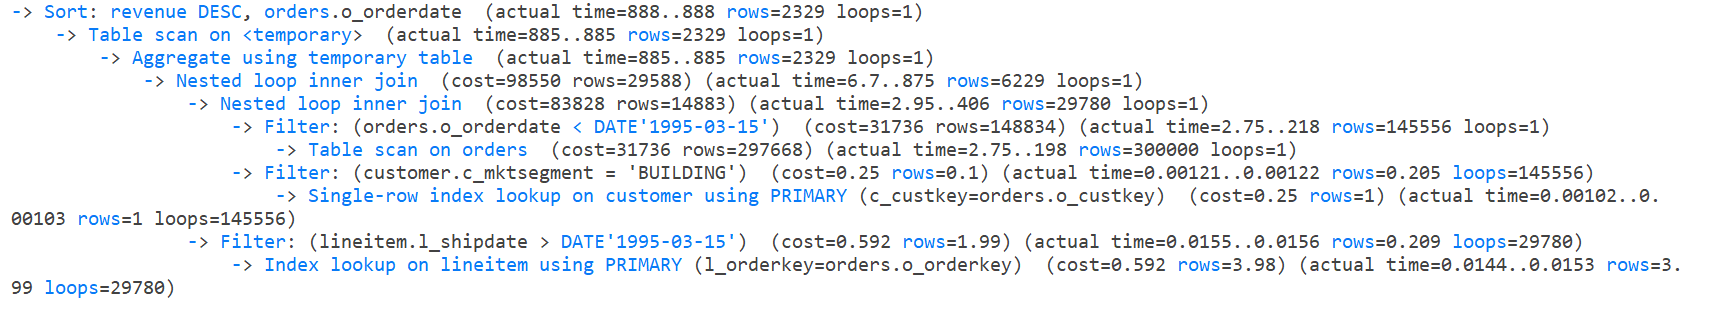 -> Sort: revenue DESC, orders.o_orderdate  (actual time=888..888 rows=2329 loops=1)
    -> Table scan on <temporary>  (actual time=885..885 rows=2329 loops=1)
        -> Aggregate using temporary table  (actual time=885..885 rows=2329 loops=1)
            -> Nested loop inner join  (cost=98550 rows=29588) (actual time=6.7..875 rows=6229 loops=1)
                -> Nested loop inner join  (cost=83828 rows=14883) (actual time=2.95..406 rows=29780 loops=1)
                    -> Filter: (orders.o_orderdate < DATE'1995-03-15')  (cost=31736 rows=148834) (actual time=2.75..218 rows=145556 loops=1)
                        -> Table scan on orders  (cost=31736 rows=297668) (actual time=2.75..198 rows=300000 loops=1)
                    -> Filter: (customer.c_mktsegment = 'BUILDING')  (cost=0.25 rows=0.1) (actual time=0.00121..0.00122 rows=0.205 loops=145556)
                        -> Single-row index lookup on customer using PRIMARY (c_custkey=orders.o_custkey)  (cost=0.25 rows=1) (actual time=0.00102..0.
00103 rows=1 loops=145556)
                -> Filter: (lineitem.l_shipdate > DATE'1995-03-15')  (cost=0.592 rows=1.99) (actual time=0.0155..0.0156 rows=0.209 loops=29780)
                    -> Index lookup on lineitem using PRIMARY (l_orderkey=orders.o_orderkey)  (cost=0.592 rows=3.98) (actual time=0.0144..0.0153 rows=3.
99 loops=29780)